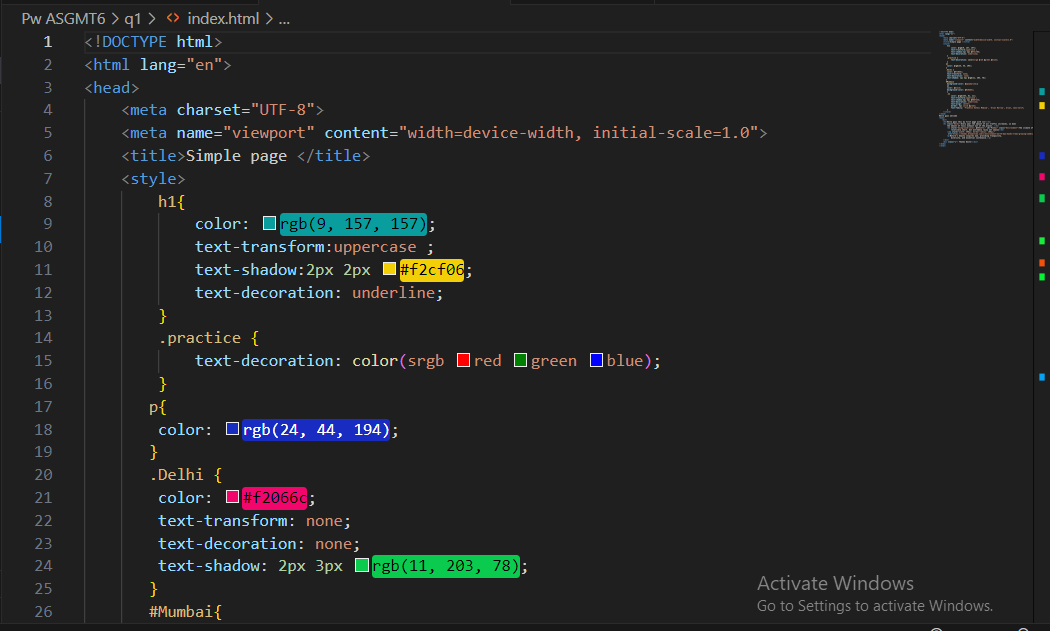 Pw ASGMT6 > q1 > <> index.html > ...
1 <!DOCTYPE html>
2 <html lang="en">
3 <head>
4 <meta charset="UTF-8">
5 <meta name="viewport" content="width=device-width, initial-scale=1.0">
6 <title>Simple page </title>
7 <style>
8 h1{
9 color: rgb(9, 157, 157);
10 text-transform:uppercase ;
11 text-shadow:2px 2px #f2cf06;
12 text-decoration: underline;
13 }
14 .practice {
15 text-decoration: color(srgb red green blue);
16 }
17 p{
18 color: rgb(24, 44, 194);
19 }
20 .Delhi {
21 color: #f2066c;
22 text-transform: none;
23 text-decoration: none;
24 text-shadow: 2px 3px rgb(11, 203, 78);
25 }
26 #Mumbai{
Activate Windows
Go to Settings to activate Windows.